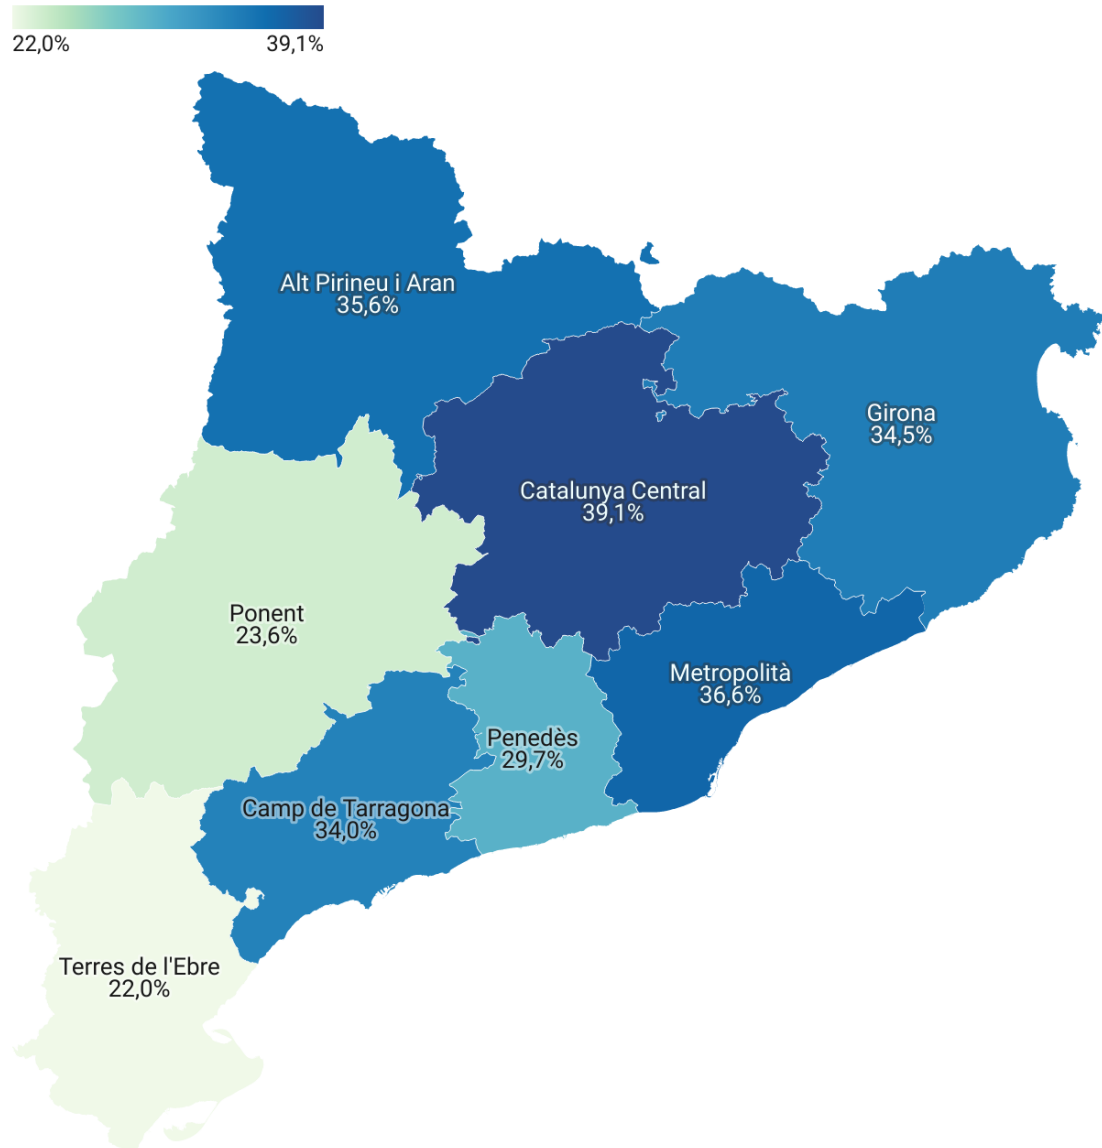 22,0%
39,1%
Alt Pirineu i Aran
35,6%
Girona
34,5%
Catalunya Central
39,1%
Ponent
23,6%
Metropolità
36,6%
Penedès
29,7%
Camp de Tarragona
34,0%
Terres de l'Ebre
22,0%